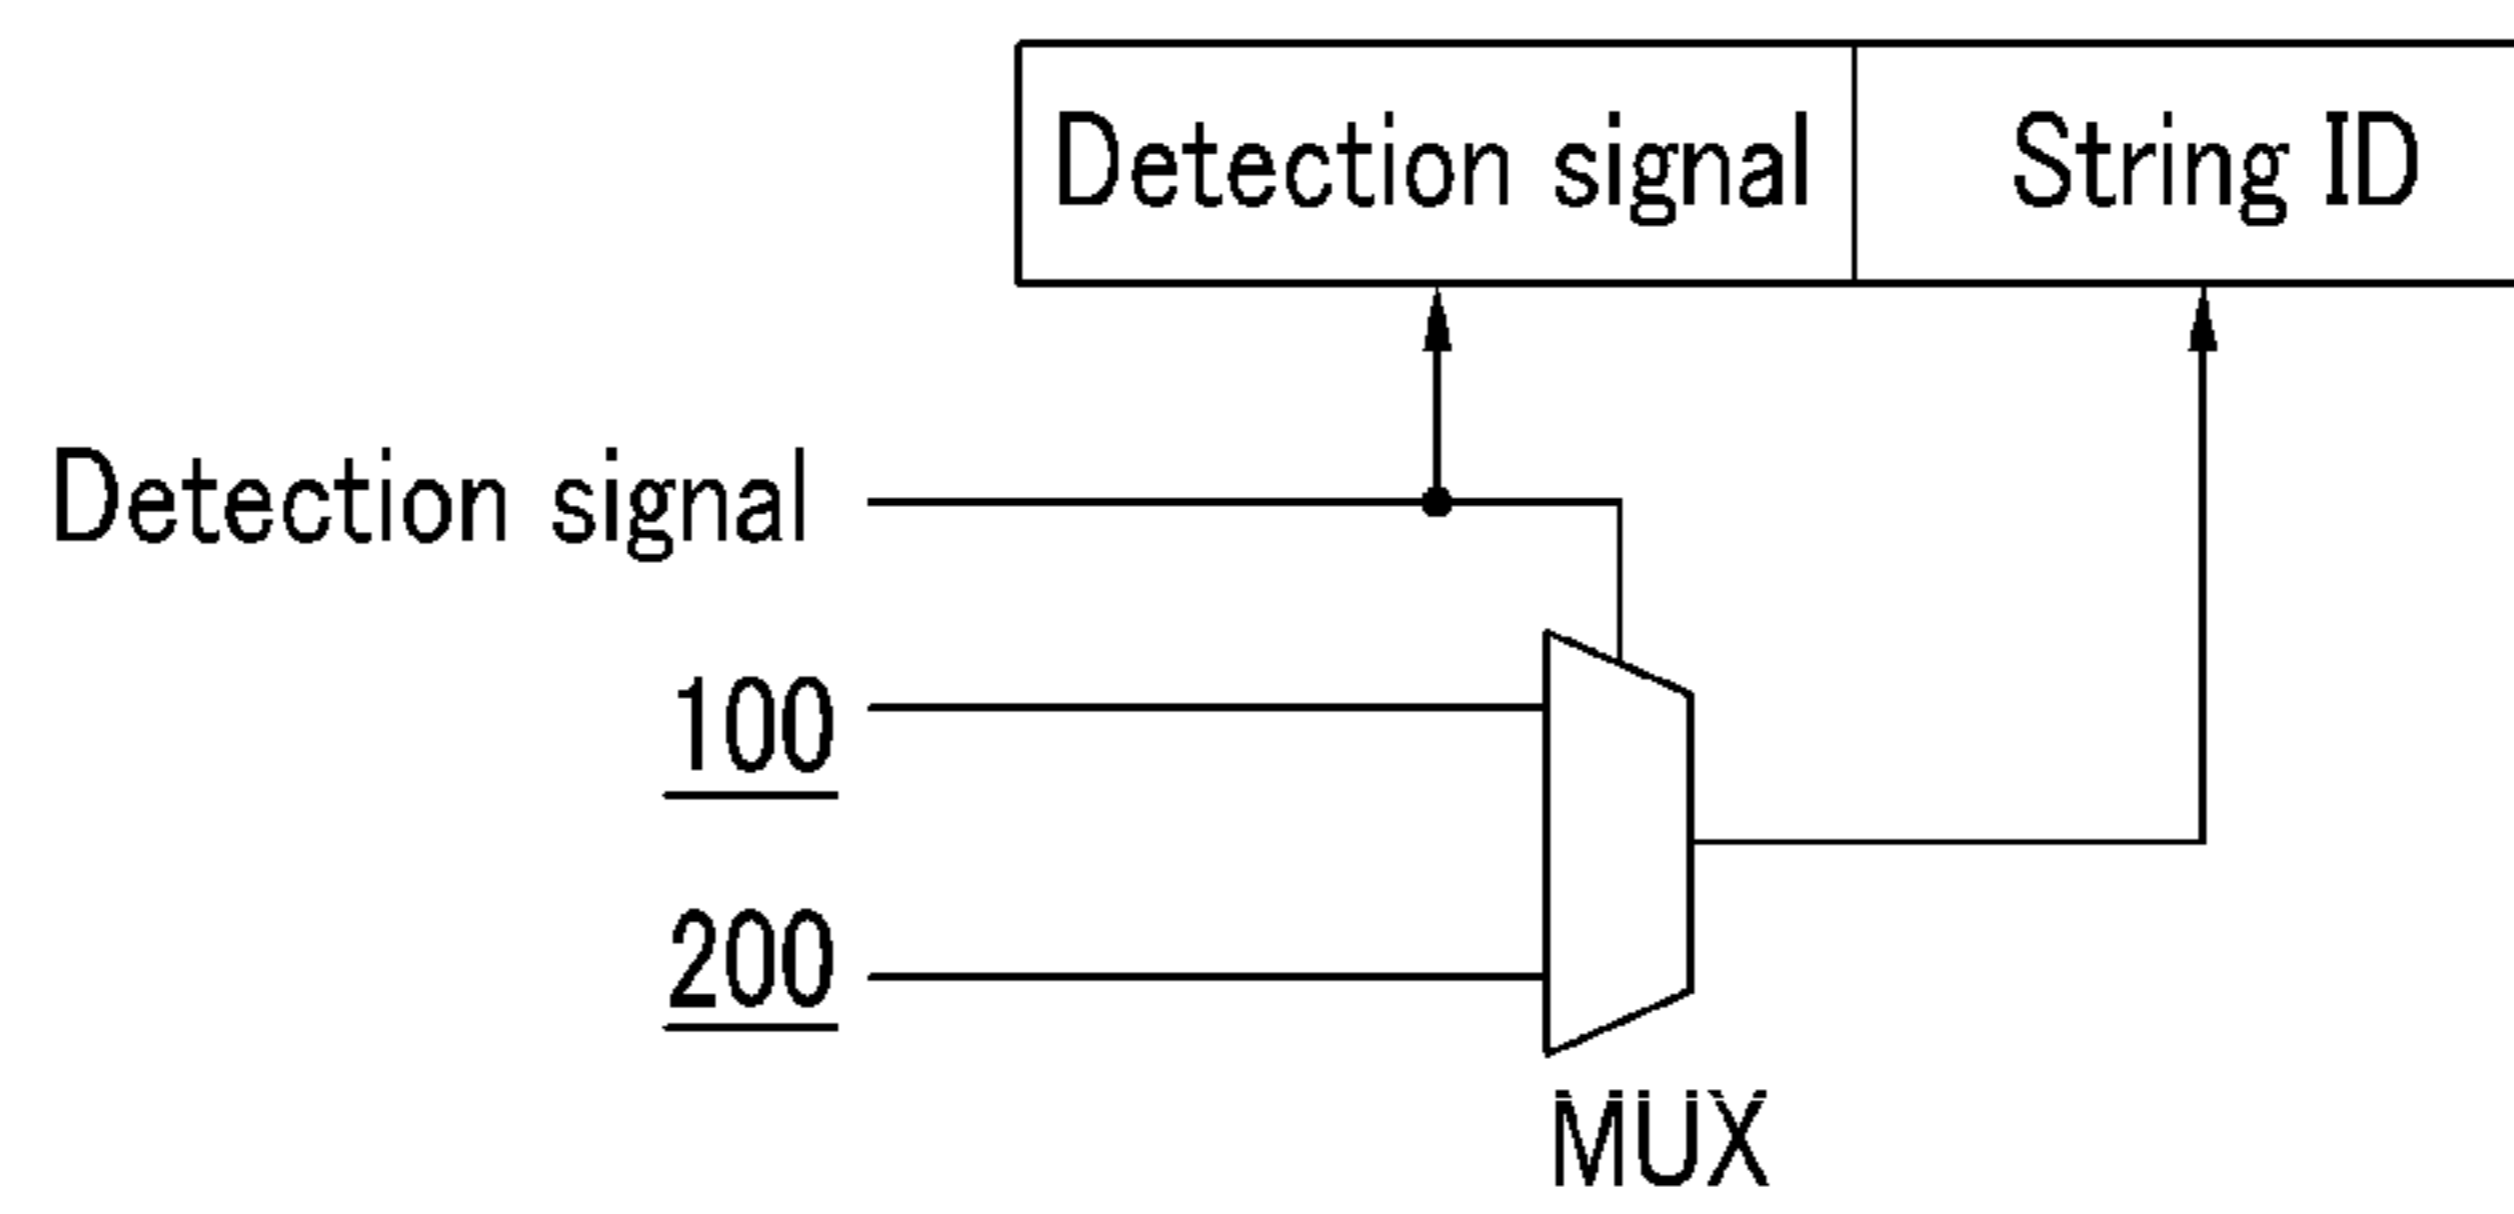 Detection signal String ID
Detection signal
100
200
MUX